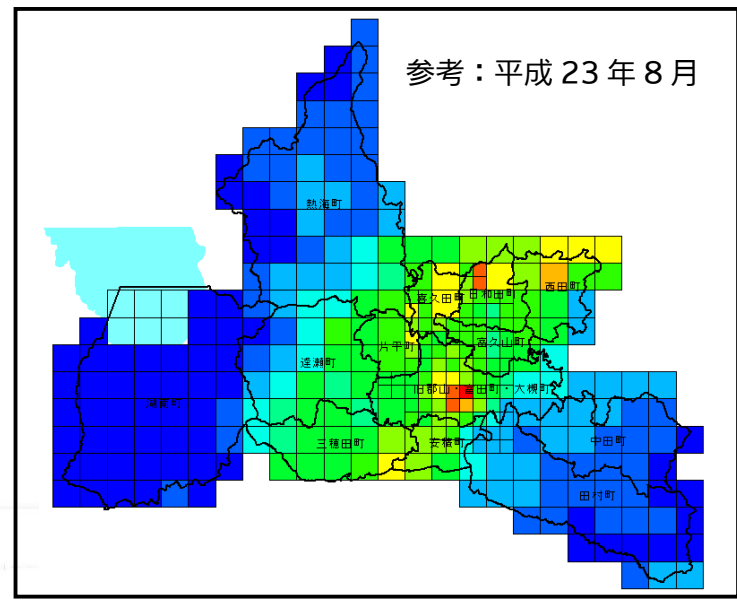 参考：平成 23 年 8 月
熱海町
喜久田町
日和田町
西田町
片平町
富久山町
逢瀬町
湖南町
旧郡山・富田町・大槻町
三穂田町
安積町
中田町
田村町